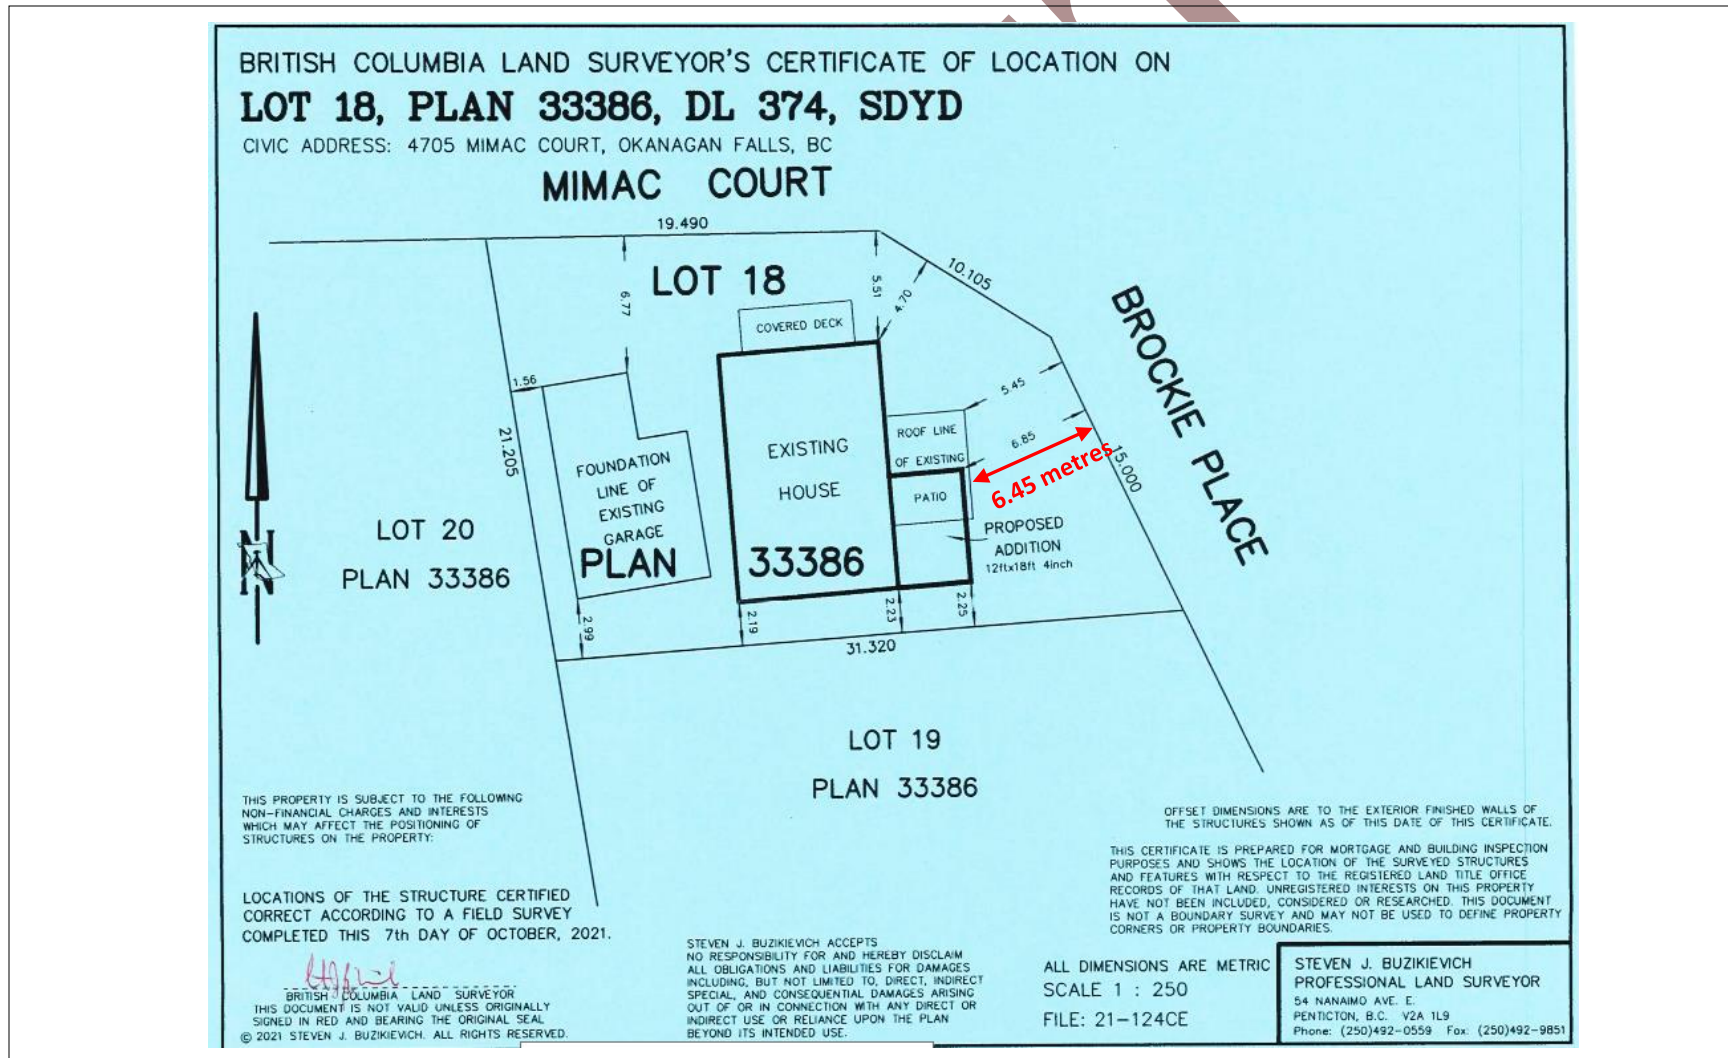 BRITISH COLUMBIA LAND SURVEYOR'S CERTIFICATE OF LOCATION ON
LOT 18, PLAN 33386, DL 374, SDYD
CIVIC ADDRESS: 4705 MIMAC COURT, OKANAGAN FALLS, BC
MIMAC COURT
19.490
LOT 18
10.105
6.77
5.51
4.70
COVERED DECK
BROCKIE PLACE
1.56
5.45
21.205
ROOF LINE
OF EXISTING
6.85
6.45 metres
15.000
EXISTING
HOUSE
FOUNDATION
LINE OF
EXISTING
GARAGE
PATIO
PROPOSED
ADDITION
12ftx18ft 4inch
LOT 20
PLAN 33386
PLAN 33386
N
2.99
2.19
2.23
2.25
31.320
LOT 19
PLAN 33386
THIS PROPERTY IS SUBJECT TO THE FOLLOWING
NON-FINANCIAL CHARGES AND INTERESTS
WHICH MAY AFFECT THE POSITIONING OF
STRUCTURES ON THE PROPERTY:
OFFSET DIMENSIONS ARE TO THE EXTERIOR FINISHED WALLS OF
THE STRUCTURES SHOWN AS OF THIS DATE OF THIS CERTIFICATE.
THIS CERTIFICATE IS PREPARED FOR MORTGAGE AND BUILDING INSPECTION
PURPOSES AND SHOWS THE LOCATION OF THE SURVEYED STRUCTURES
AND FEATURES WITH RESPECT TO THE REGISTERED LAND TITLE OFFICE
RECORDS OF THAT LAND. UNREGISTERED INTERESTS ON THIS PROPERTY
HAVE NOT BEEN INCLUDED, CONSIDERED OR RESEARCHED. THIS DOCUMENT
IS NOT A BOUNDARY SURVEY AND MAY NOT BE USED TO DEFINE PROPERTY
CORNERS OR PROPERTY BOUNDARIES.
LOCATIONS OF THE STRUCTURE CERTIFIED
CORRECT ACCORDING TO A FIELD SURVEY
COMPLETED THIS 7th DAY OF OCTOBER, 2021.
BRITISH COLUMBIA LAND SURVEYOR
THIS DOCUMENT IS NOT VALID UNLESS ORIGINALLY
SIGNED IN RED AND BEARING THE ORIGINAL SEAL
© 2021 STEVEN J. BUZIKIEVICH. ALL RIGHTS RESERVED.
STEVEN J. BUZIKIEVICH ACCEPTS
NO RESPONSIBILITY FOR AND HEREBY DISCLAIM
ALL OBLIGATIONS AND LIABILITIES FOR DAMAGES
INCLUDING, BUT NOT LIMITED TO, DIRECT, INDIRECT
SPECIAL, AND CONSEQUENTIAL DAMAGES ARISING
OUT OF OR IN CONNECTION WITH ANY DIRECT OR
INDIRECT USE OR RELIANCE UPON THE PLAN
BEYOND ITS INTENDED USE.
ALL DIMENSIONS ARE METRIC
SCALE 1 : 250
FILE: 21-124CE
STEVEN J. BUZIKIEVICH
PROFESSIONAL LAND SURVEYOR
54 NANAIMO AVE. E.
PENTICTON, B.C. V2A 1L9
Phone: (250)492-0559 Fax: (250)492-9851